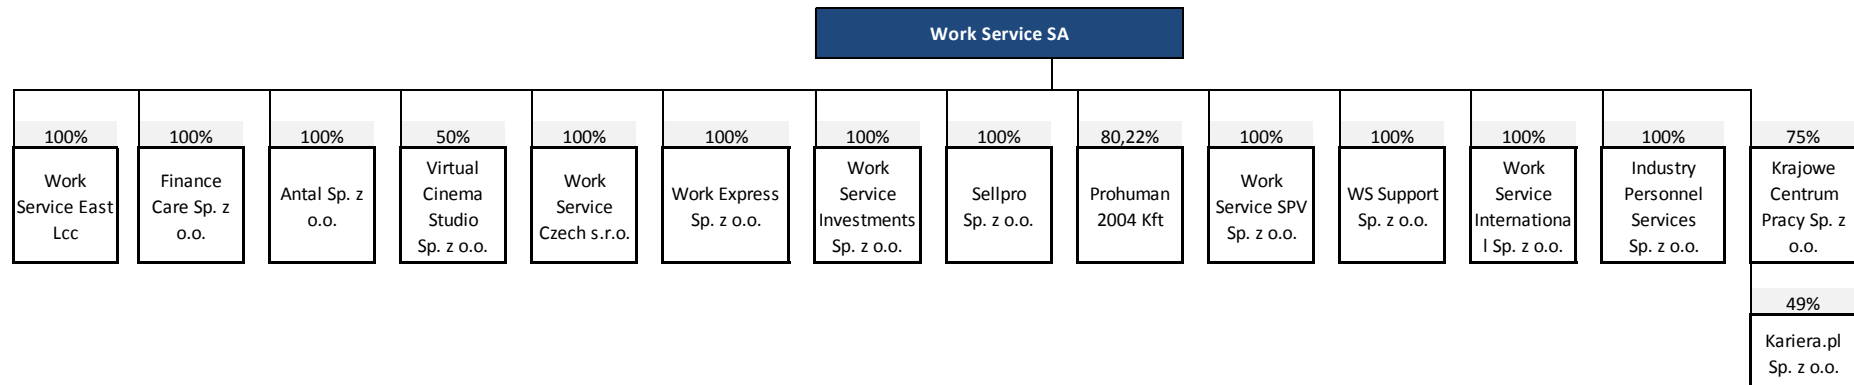 Work Service SA
100%
100%
100%
50%
100%
100%
100%
100%
80,22%
100%
100%
100%
100%
75%
Work
Service East
Lcc
Finance
Care Sp. z
o.o.
Antal Sp. z
o.o.
Virtual
Cinema
Studio
Sp. z o.o.
Work
Service
Czech s.r.o.
Work Express
Sp. z o.o.
Work
Service
Investments
Sp. z o.o.
Sellpro
Sp. z o.o.
Prohuman
2004 Kft
Work
Service SPV
Sp. z o.o.
WS Support
Sp. z o.o.
Work
Service
Internationa
l Sp. z o.o.
Industry
Personnel
Services
Sp. z o.o.
Krajowe
Centrum
Pracy Sp. z
o.o.
49%
Kariera.pl
Sp. z o.o.